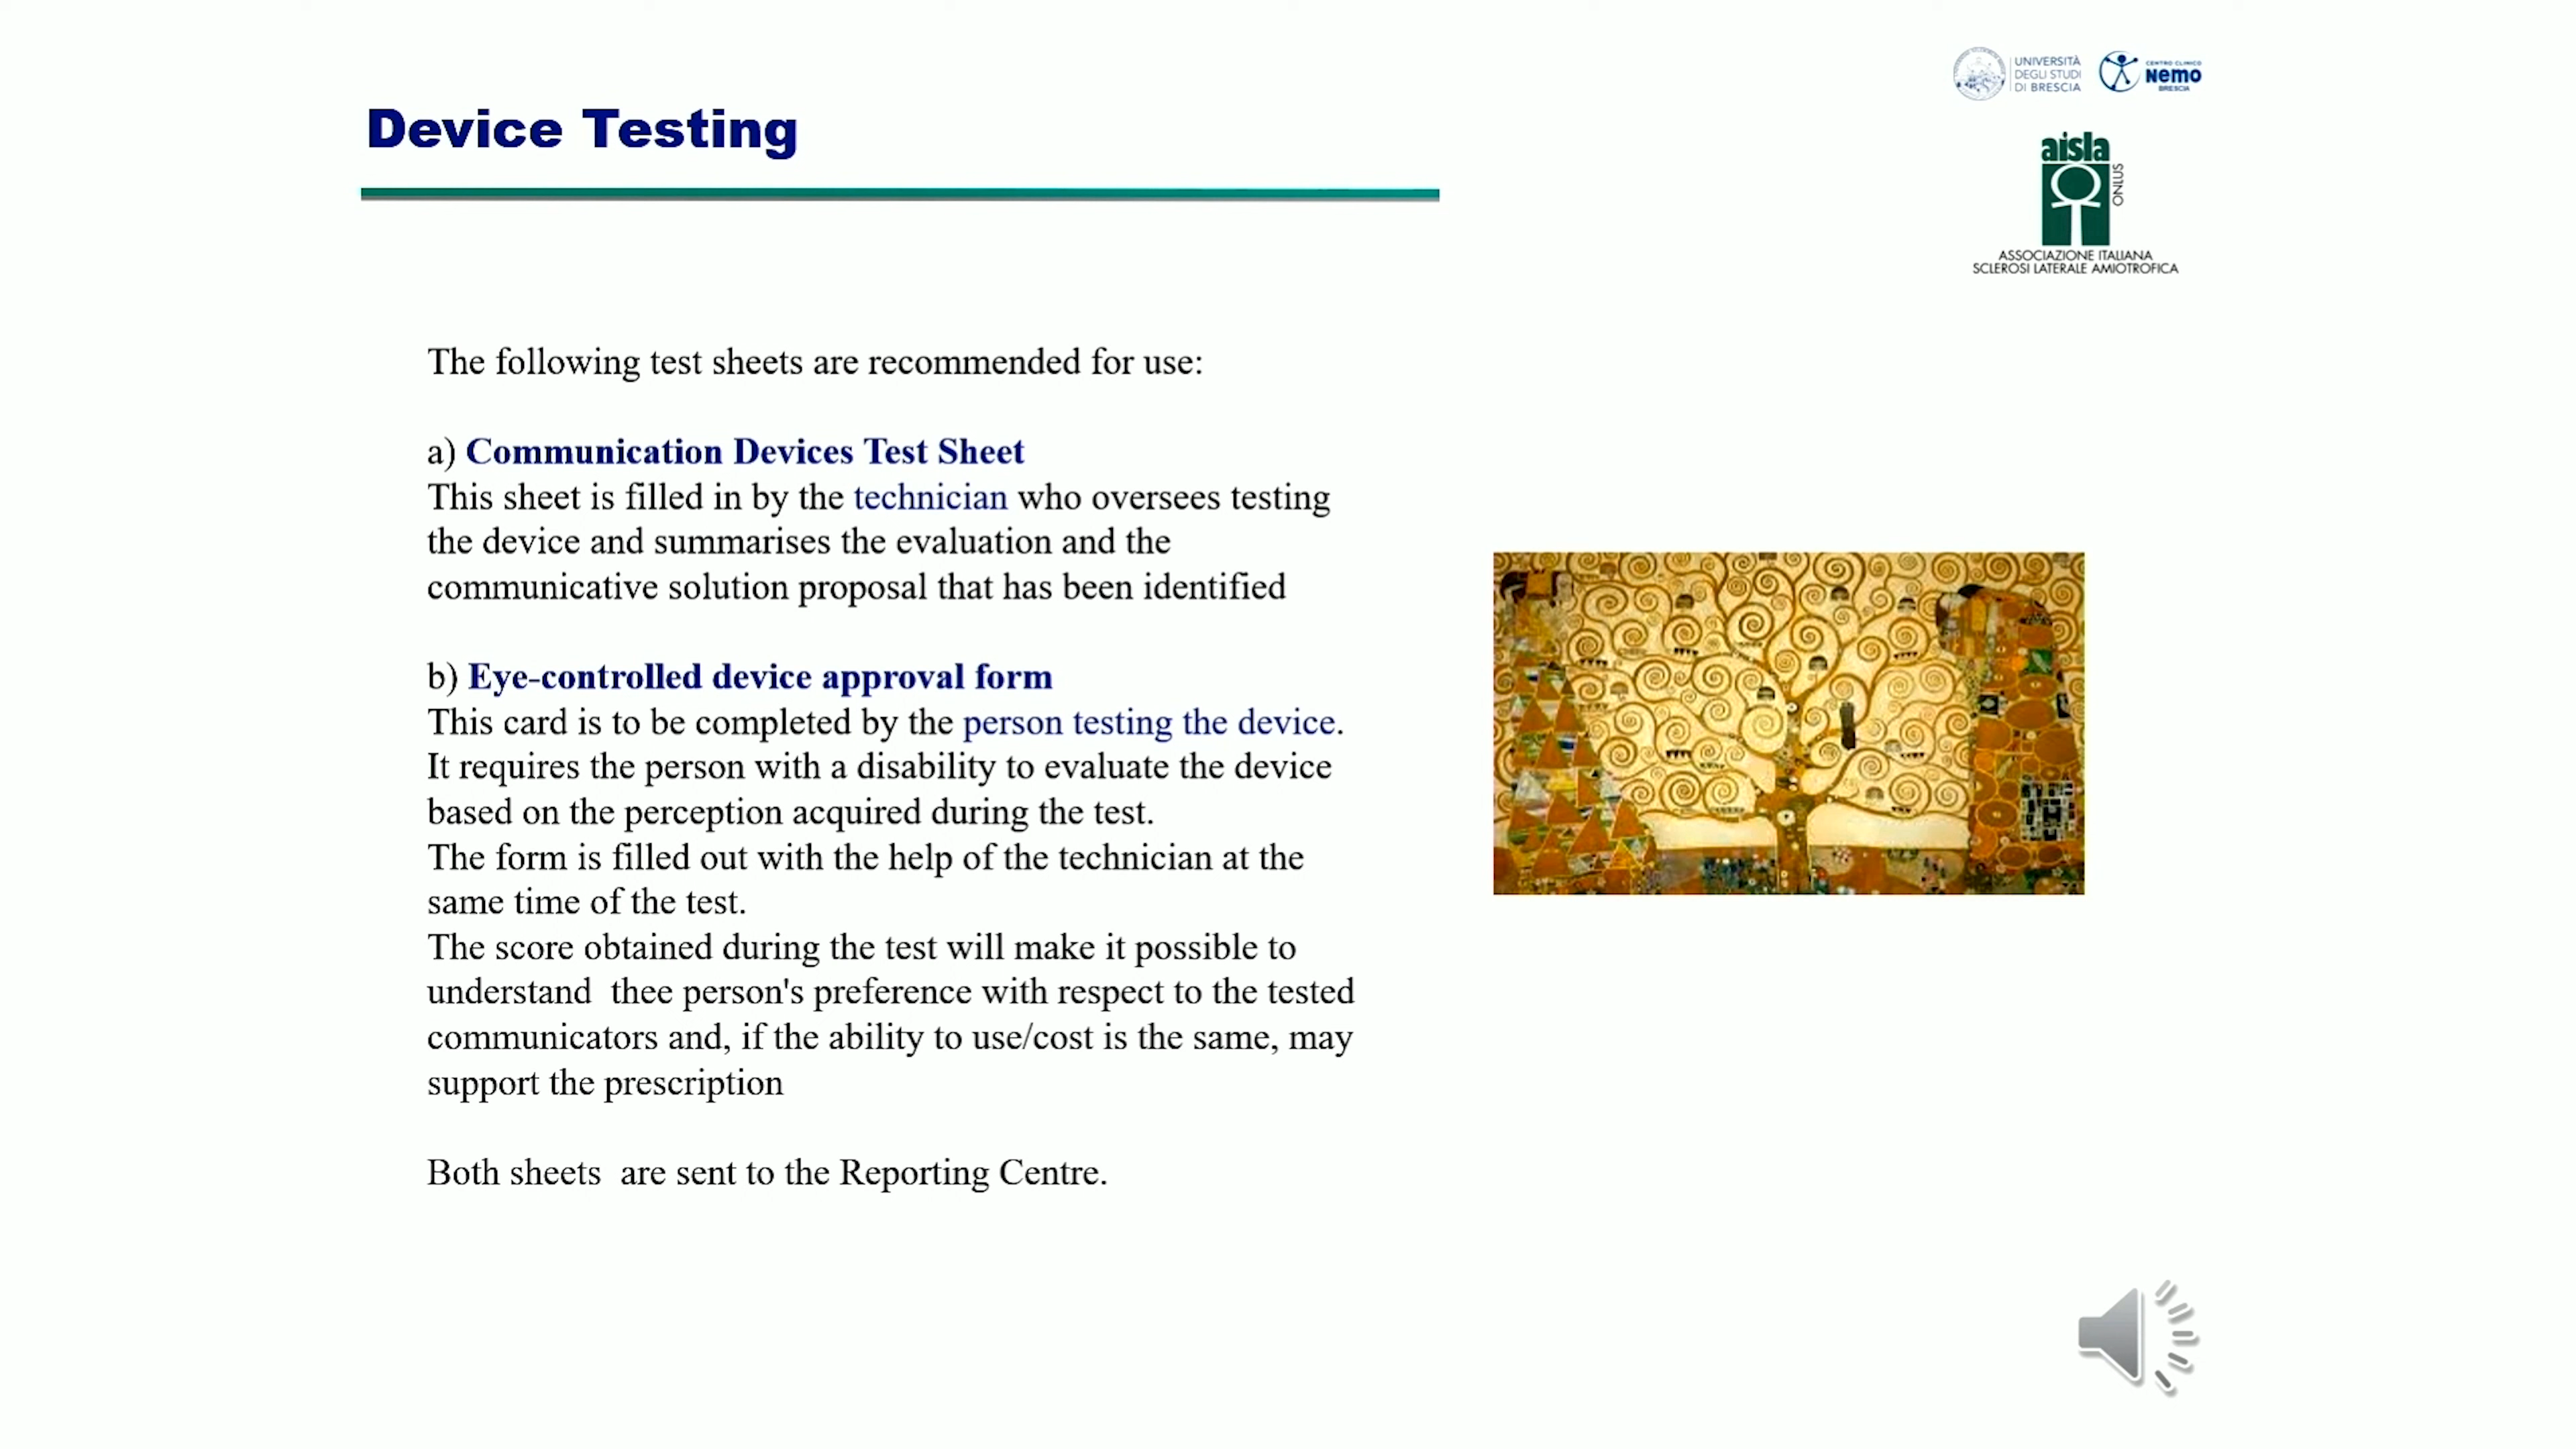 UNIVERSITÀ
DEGLI STUDI
DI BRESCIA
CENTRO CLINICO
NEMO
BRESCIA
Device Testing
aisla
ONLUS
ASSOCIAZIONE ITALIANA
SCLEROSI LATERALE AMIOTROFICA
The following test sheets are recommended for use:
a) Communication Devices Test Sheet
This sheet is filled in by the technician who oversees testing
the device and summarises the evaluation and the
communicative solution proposal that has been identified
b) Eye-controlled device approval form
This card is to be completed by the person testing the device.
It requires the person with a disability to evaluate the device
based on the perception acquired during the test.
The form is filled out with the help of the technician at the
same time of the test.
The score obtained during the test will make it possible to
understand  thee person's preference with respect to the tested
communicators and, if the ability to use/cost is the same, may
support the prescription
Both sheets  are sent to the Reporting Centre.